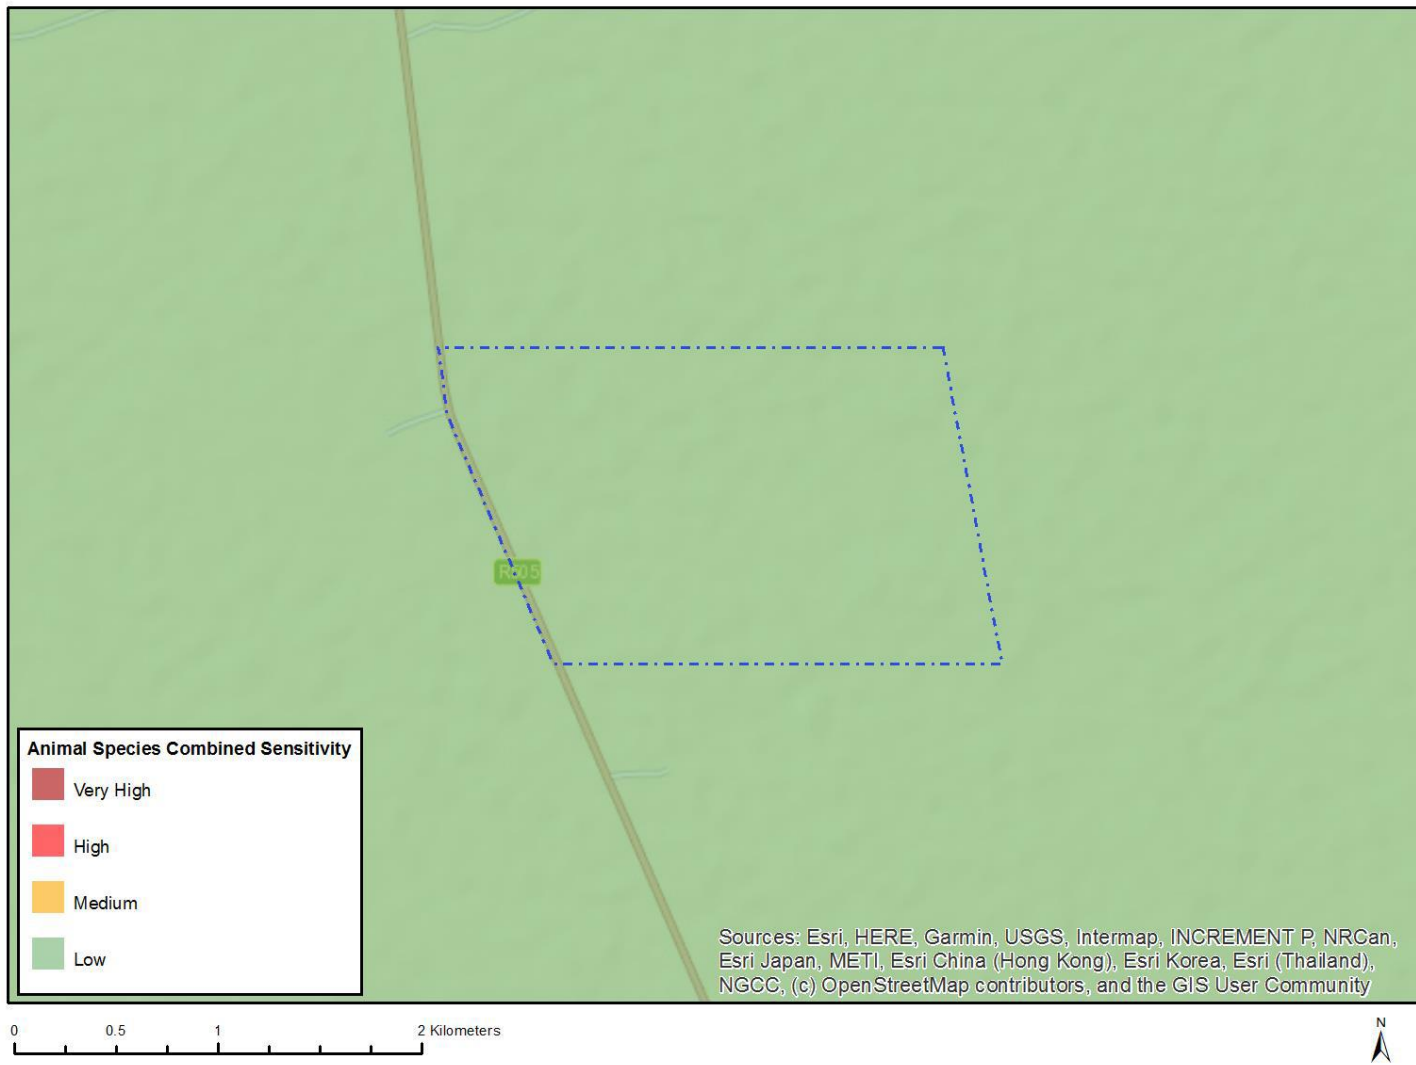 Animal Species Combined Sensitivity
Very High
High
Medium
Low
Sources: Esri, HERE, Garmin, USGS, Intermap, INCREMENT P, NRCan,
Esri Japan, METI, Esri China (Hong Kong), Esri Korea, Esri (Thailand),
NGCC, (c) OpenStreetMap contributors, and the GIS User Community
0 0.5 1 2 Kilometers
N